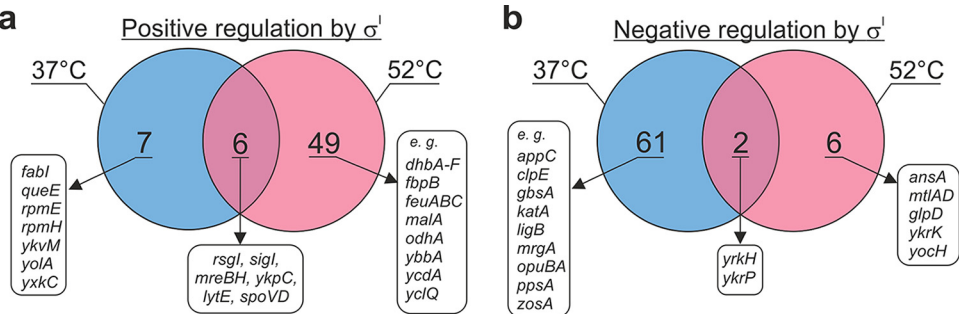 a
Positive regulation by σᴵ
37°C
52°C
7
6
49
fabI
queE
rpmE
rpmH
ykvM
yolA
yxkC
rsgI, sigI,
mreBH, ykpC,
lytE, spoVD
e. g.
dhbA-F
fbpB
feuABC
malA
odhA
ybbA
ycdA
yclQ
b
Negative regulation by σᴵ
37°C
52°C
61
2
6
e. g.
appC
clpE
gbsA
katA
ligB
mrgA
opuBA
ppsA
zosA
yrkH
ykrP
ansA
mtlAD
glpD
ykrK
yocH